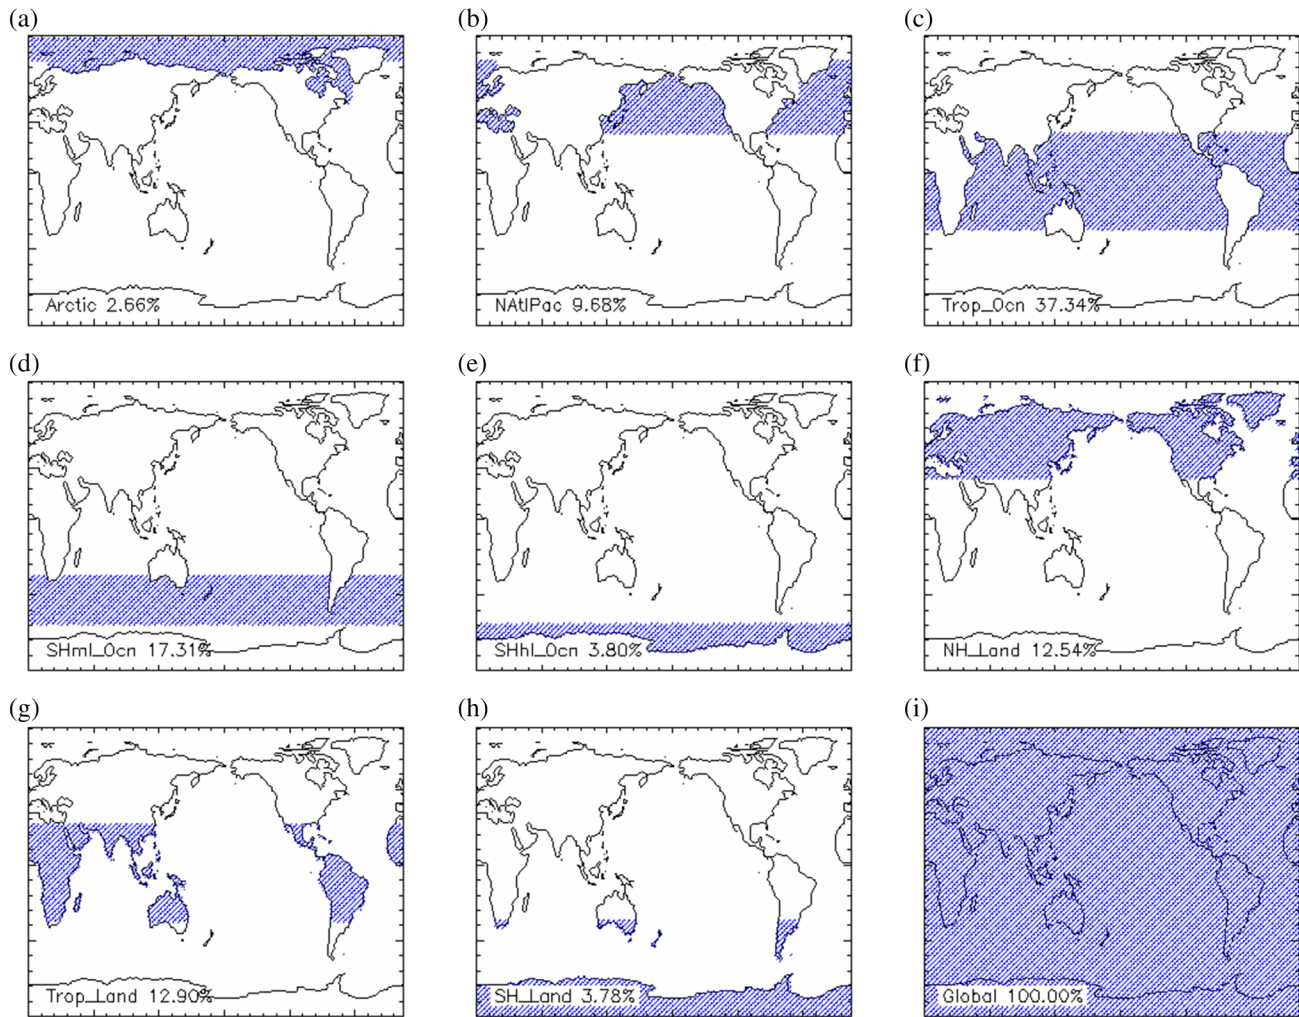 (a)
(b)
(c)
Arctic 2.66%
NAtlPac 9.68%
Trop_Ocn 37.34%
(d)
(e)
(f)
SHml_Ocn 17.31%
SHhl_Ocn 3.80%
NH_Land 12.54%
(g)
(h)
(i)
Trop_Land 12.90%
SH_Land 3.78%
Global 100.00%